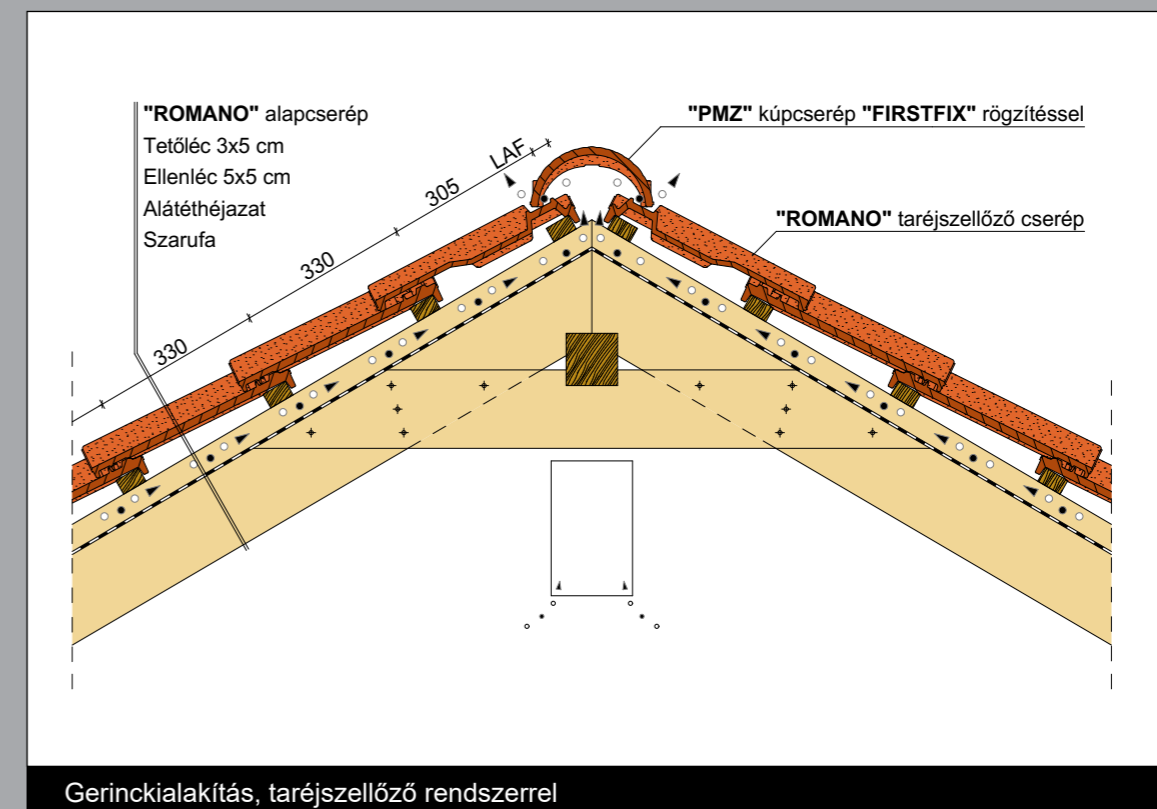 "ROMANO" alapcserép
Tetőléc 3x5 cm
Ellenléc 5x5 cm
Alátéthéjazat
Szarufa
"PMZ" kúpcserép "FIRSTFIX" rögzítéssel
"ROMANO" taréjszellőző cserép
LAF
305
330
330
Gerinckialakítás, taréjszellőző rendszerrel